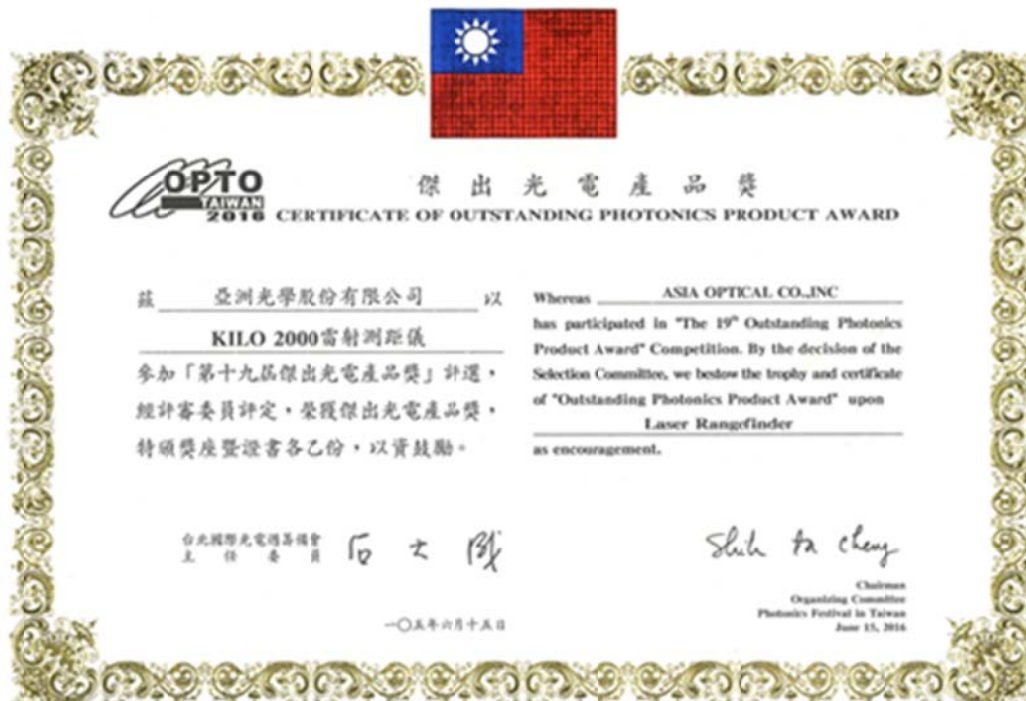 OPTO
TAIWAN
2016
傑出光電產品獎
CERTIFICATE OF OUTSTANDING PHOTONICS PRODUCT AWARD
茲 亞洲光學股份有限公司 以
KILO 2000雷射測距儀
參加「第十九屆傑出光電產品獎」評選，
經評審委員評定，榮獲傑出光電產品獎，
特頒獎座暨證書各乙份，以資鼓勵。
Whereas ASIA OPTICAL CO.,INC
has participated in "The 19th Outstanding Photonics
Product Award" Competition. By the decision of the
Selection Committee, we bestow the trophy and certificate
of "Outstanding Photonics Product Award" upon
Laser Rangefinder
as encouragement.
台北國際光電週籌備會
主任委員
石大成
一〇五年六月十五日
Shih ta Cheng
Chairman
Organizing Committee
Photonics Festival in Taiwan
June 15, 2016